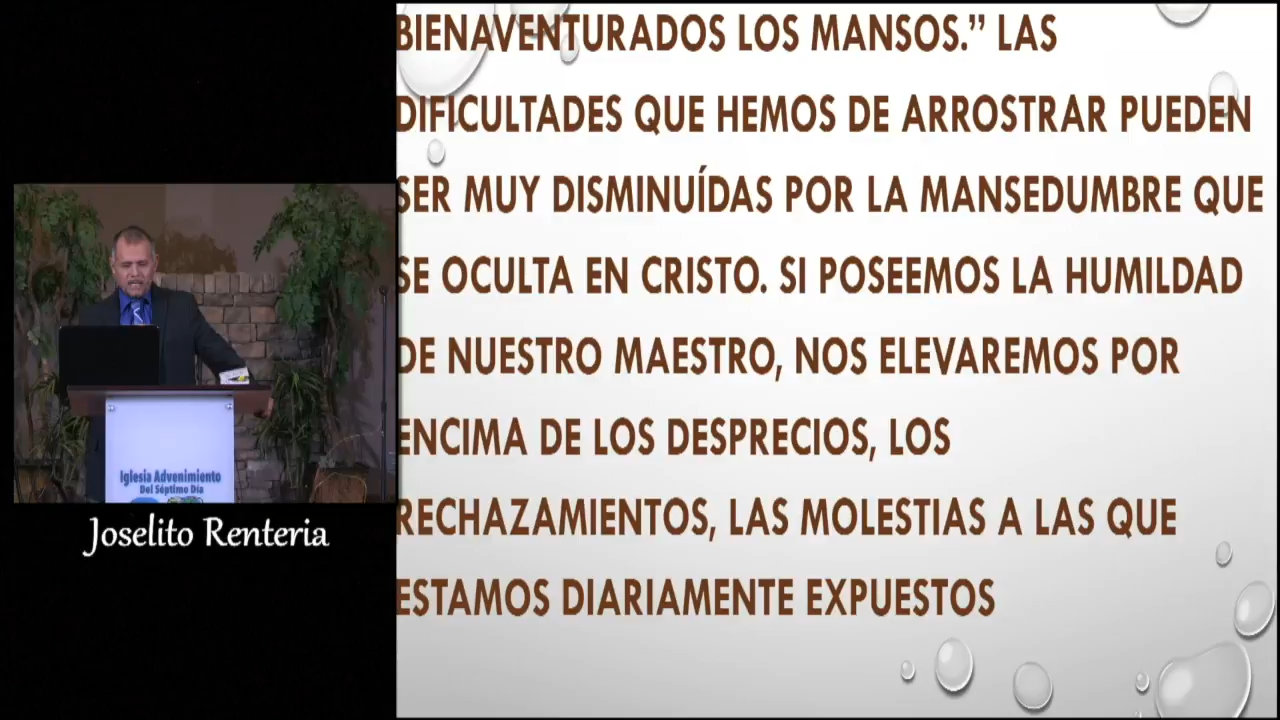 BIENAVENTURADOS LOS MANSOS.” LAS
DIFICULTADES QUE HEMOS DE ARROSTRAR PUEDEN
SER MUY DISMINUÍDAS POR LA MANSEDUMBRE QUE
SE OCULTA EN CRISTO. SI POSEEMOS LA HUMILDAD
DE NUESTRO MAESTRO, NOS ELEVAREMOS POR
ENCIMA DE LOS DESPRECIOS, LOS
RECHAZAMIENTOS, LAS MOLESTIAS A LAS QUE
ESTAMOS DIARIAMENTE EXPUESTOS
Iglesia Advenimiento
Del Séptimo Día
Joselito Renteria